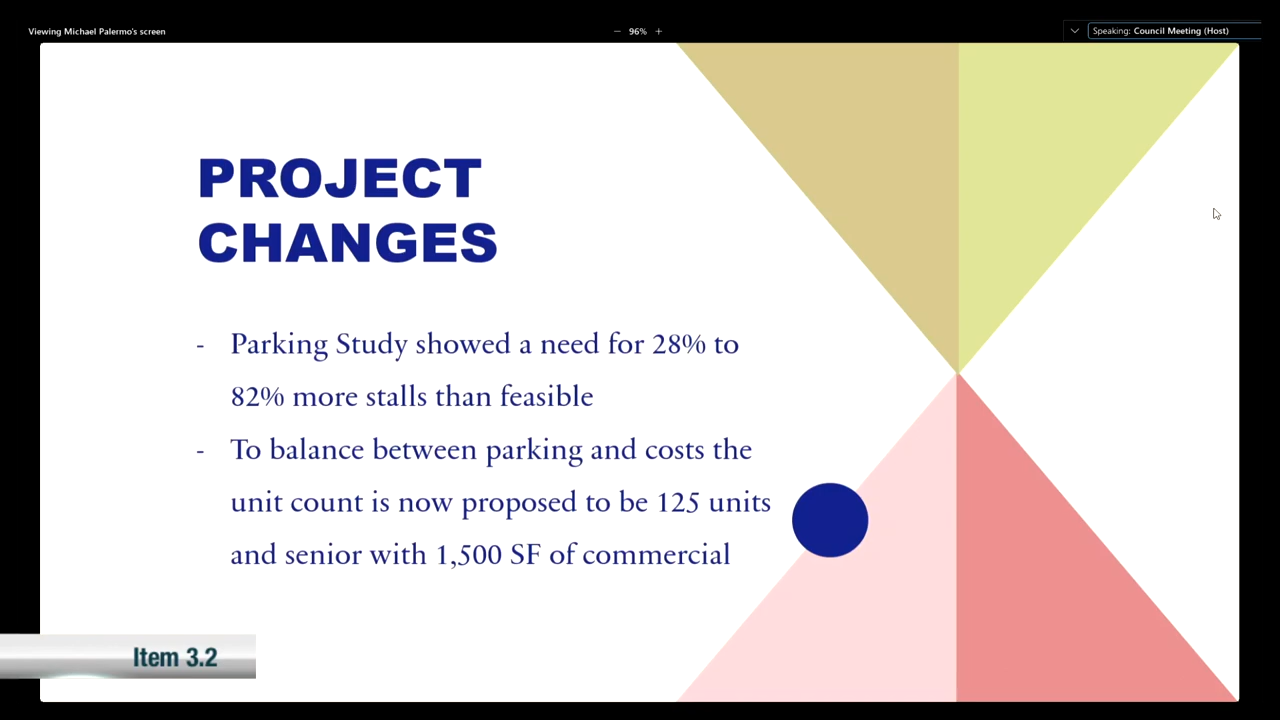 Viewing Michael Palermo's screen
− 96% +
Speaking: Council Meeting (Host)
PROJECT
CHANGES
- Parking Study showed a need for 28% to
82% more stalls than feasible
- To balance between parking and costs the
unit count is now proposed to be 125 units
and senior with 1,500 SF of commercial
Item 3.2